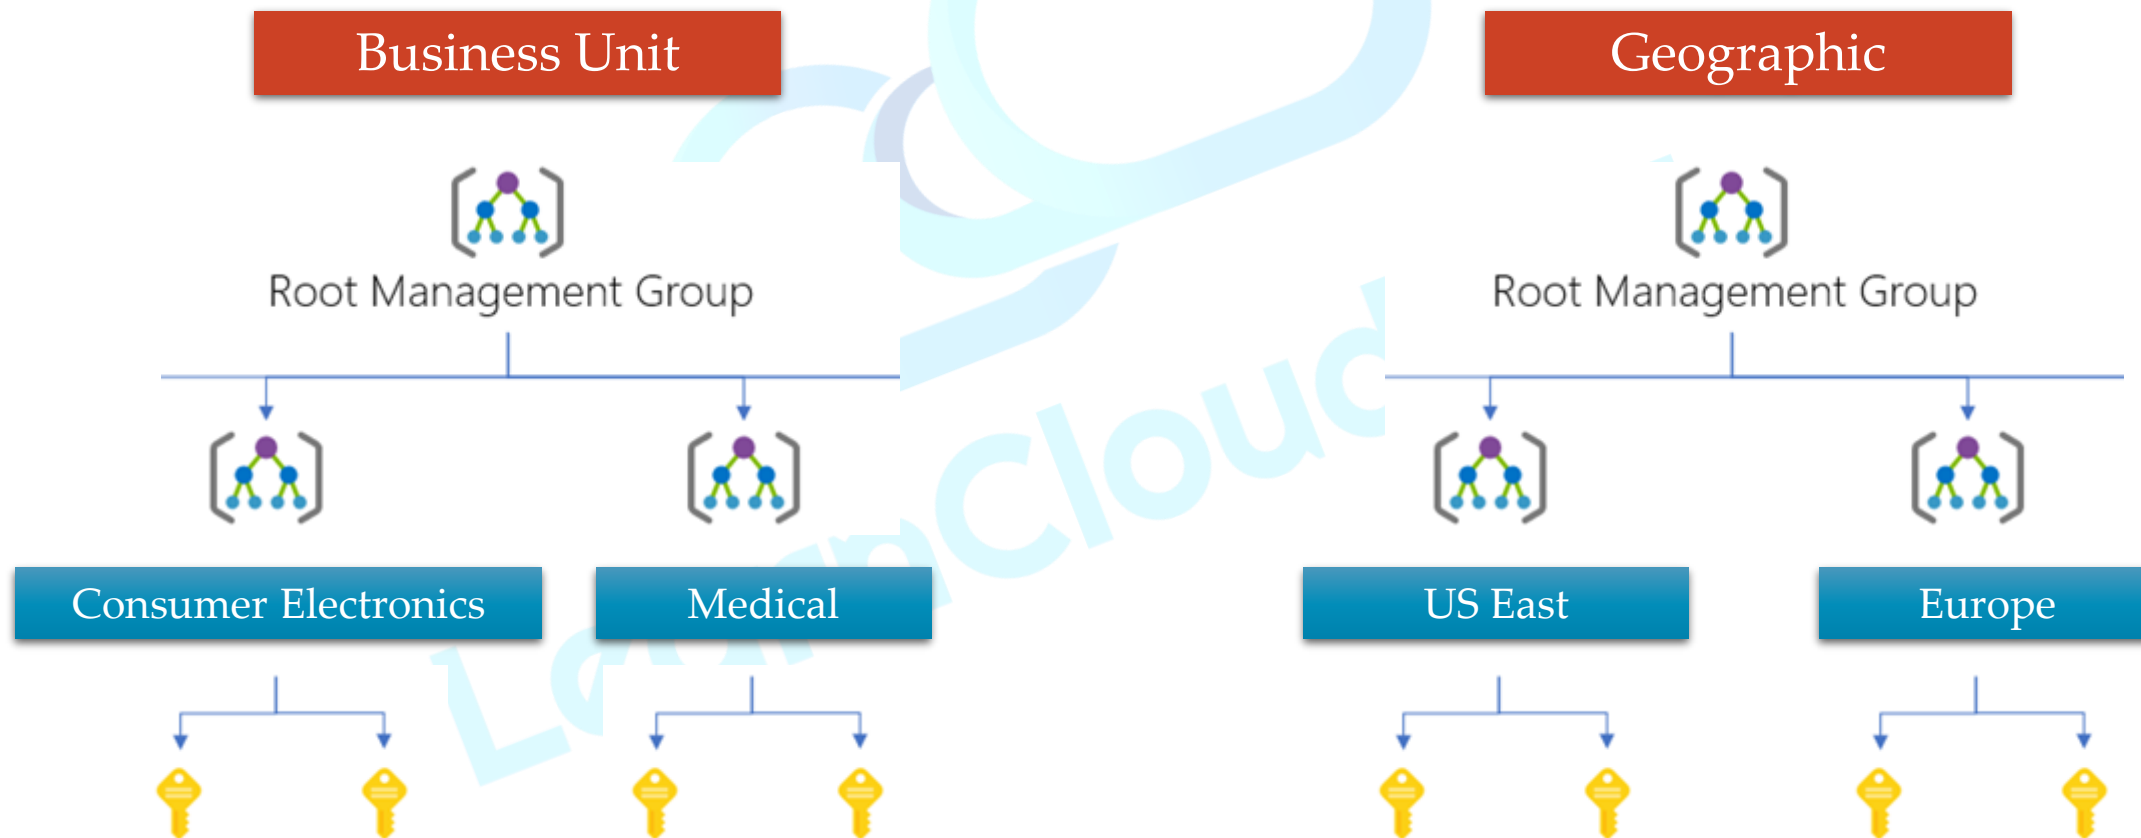 Business Unit
Geographic
Root Management Group
Root Management Group
Consumer Electronics
Medical
US East
Europe